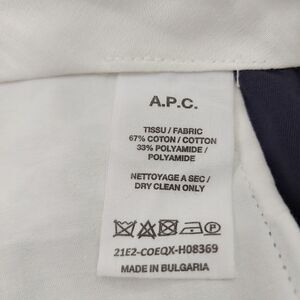 A.P.C.
TISSU / FABRIC
67% COTON / COTTON
33% POLYAMIDE /
POLYAMIDE
NETTOYAGE A SEC /
DRY CLEAN ONLY
P
21E2-COEQX-H08369
MADE IN BULGARIA